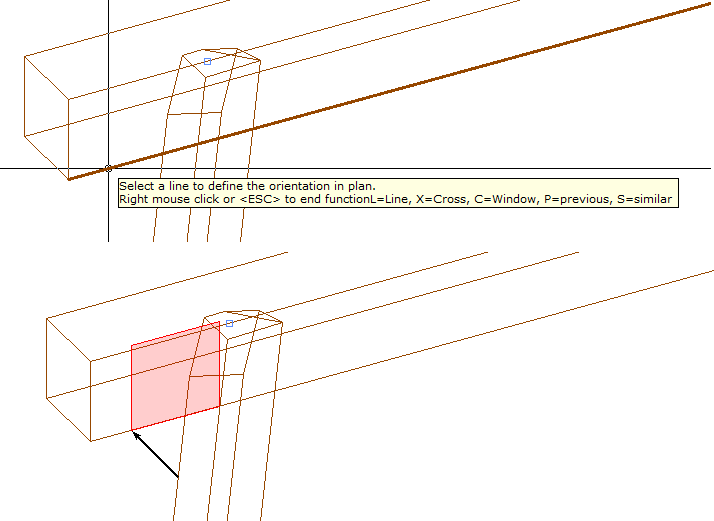 Select a line to define the orientation in plan.
Right mouse click or <ESC> to end functionL=Line, X=Cross, C=Window, P=previous, S=similar